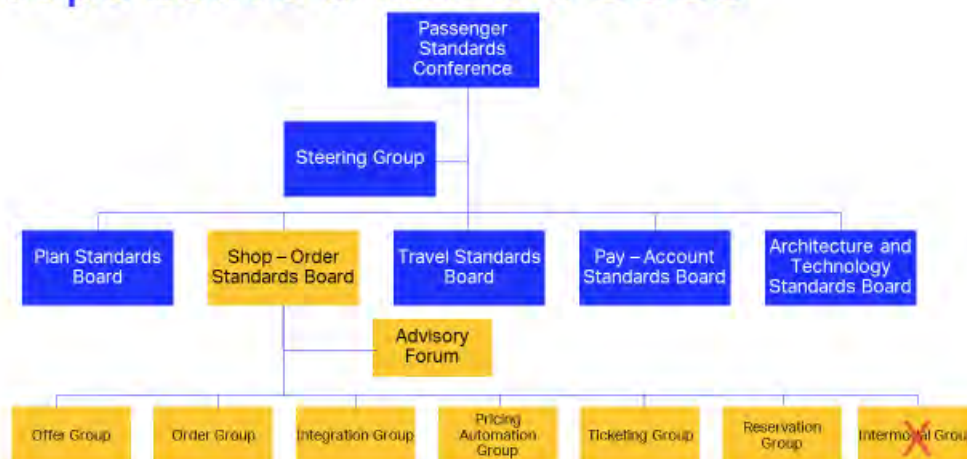 Passenger
Standards
Conference
Steering Group
Plan Standards
Board
Shop – Order
Standards Board
Travel Standards
Board
Pay – Account
Standards Board
Architecture and
Technology
Standards Board
Advisory
Forum
Offer Group
Order Group
Integration Group
Pricing
Automation
Group
Ticketing Group
Reservation
Group
Intermodal Group